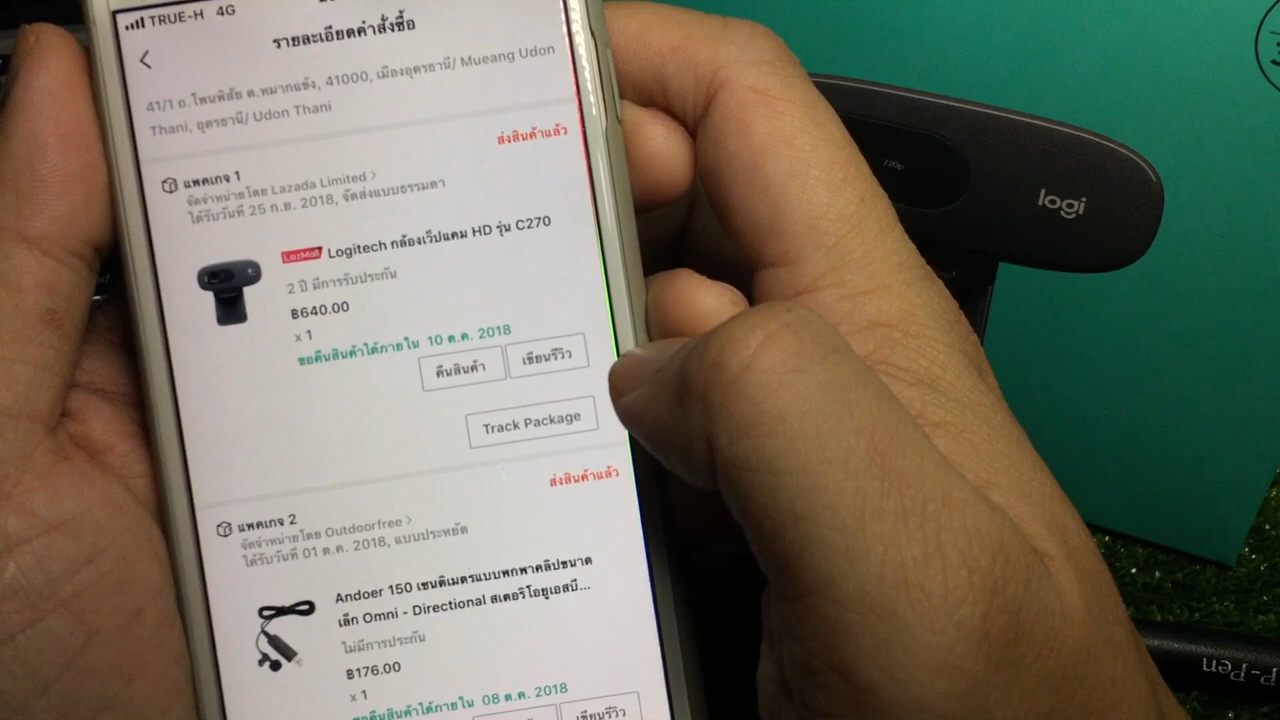 TRUE-H 4G
รายละเอียดคำสั่งซื้อ
41/1 ถ.โพนพิสัย ต.หมากแข้ง, 41000, เมืองอุดรธานี/ Mueang Udon
Thani, อุดรธานี/ Udon Thani
ส่งสินค้าแล้ว
แพคเกจ 1
จัดจำหน่ายโดย Lazada Limited >
ได้รับวันที่ 25 ก.ย. 2018, จัดส่งแบบธรรมดา
LazMall Logitech กล้องเว็ปแคม HD รุ่น C270
2 ปี มีการรับประกัน
฿640.00
x 1
ขอคืนสินค้าได้ภายใน 10 ต.ค. 2018
คืนสินค้า
เขียนรีวิว
Track Package
ส่งสินค้าแล้ว
แพคเกจ 2
จัดจำหน่ายโดย Outdoorfree >
ได้รับวันที่ 01 ต.ค. 2018, แบบประหยัด
Andoer 150 เซนติเมตรแบบพกพาคลิปขนาด
เล็ก Omni - Directional สเตอริโอยูเอสบี...
ไม่มีการประกัน
฿176.00
x 1
ขอคืนสินค้าได้ภายใน 08 ต.ค. 2018
เขียนรีวิว
720p
logi
P-Pen